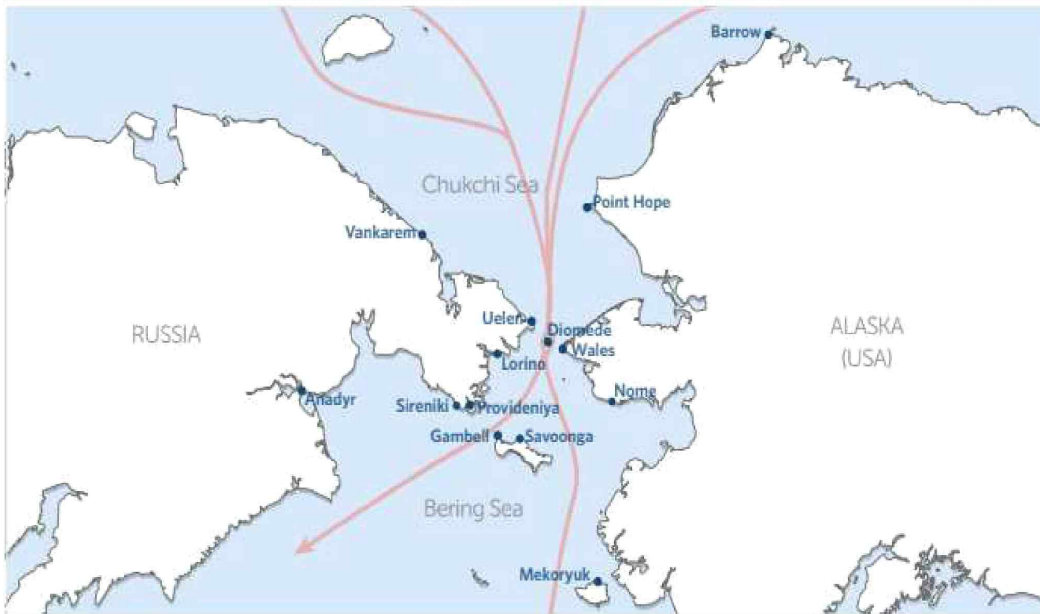 Barrow
Chukchi Sea
Point Hope
Vankarem
RUSSIA
Uelen
Diomede
ALASKA
(USA)
Wales
Lorino
Anadyr
Nome
Sireniki
Provideniya
Gambell
Savoonga
Bering Sea
Mekoryuk